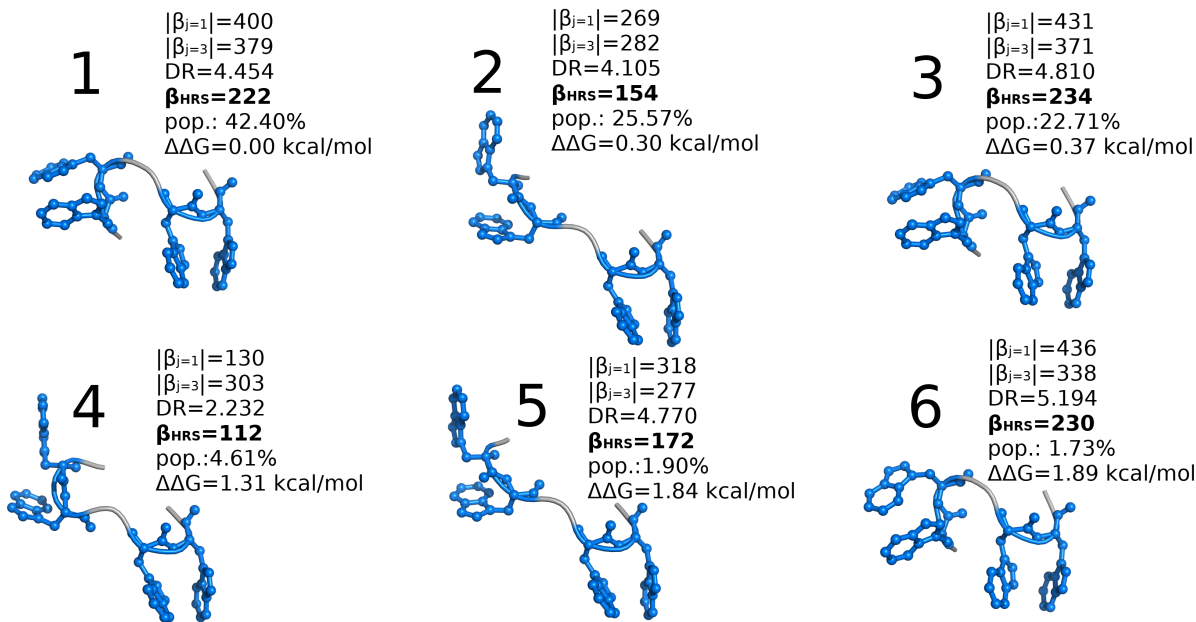 1
|βj=1|=400
|βj=3|=379
DR=4.454
βHRS=222
pop.: 42.40%
ΔΔG=0.00 kcal/mol
2
|βj=1|=269
|βj=3|=282
DR=4.105
βHRS=154
pop.: 25.57%
ΔΔG=0.30 kcal/mol
3
|βj=1|=431
|βj=3|=371
DR=4.810
βHRS=234
pop.:22.71%
ΔΔG=0.37 kcal/mol
4
|βj=1|=130
|βj=3|=303
DR=2.232
βHRS=112
pop.:4.61%
ΔΔG=1.31 kcal/mol
5
|βj=1|=318
|βj=3|=277
DR=4.770
βHRS=172
pop.:1.90%
ΔΔG=1.84 kcal/mol
6
|βj=1|=436
|βj=3|=338
DR=5.194
βHRS=230
pop.: 1.73%
ΔΔG=1.89 kcal/mol